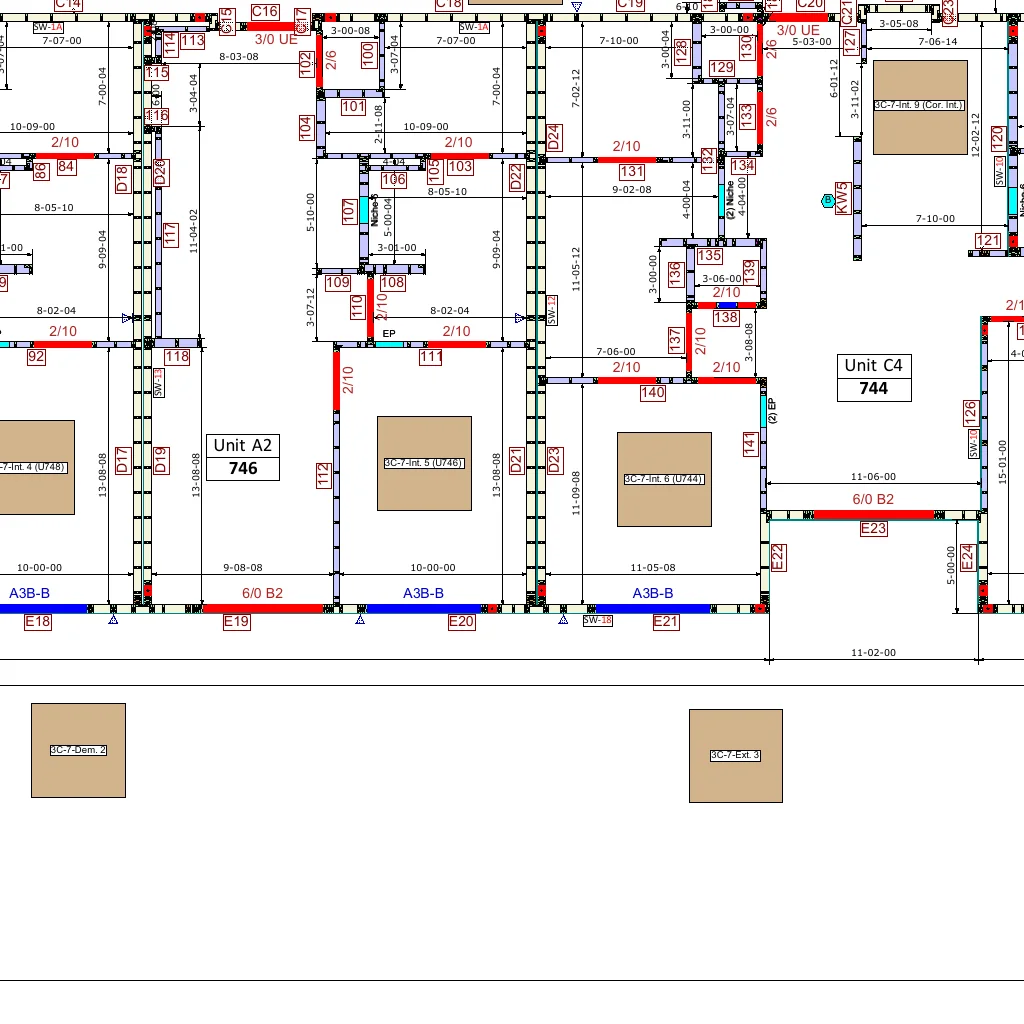 C14
C15
C16
C17
C18
C19
C20
C21
SW-1A
7-07-00
114
113
3/0 UE
3-00-08
100
3-07-04
SW-1A
7-07-00
7-10-00
6-10
3-00-00
128
130
129
3/0 UE
5-03-00
127
3-05-08
7-06-14
8-03-08
102
2/6
115
116
7-00-04
3-04-04
101
104
2-11-08
7-00-04
7-02-12
3-00-04
3-11-00
3-07-04
133
2/6
2/6
6-01-12
3-11-02
3C-7-Int. 9 (Cor. Int.)
12-02-12
120
SW-10
10-09-00
2/10
86
84
D18
D20
10-09-00
2/10
4-04
106
105
103
D22
D24
2/10
131
132
134
8-05-10
117
11-04-02
9-09-04
5-10-00
107
5-00-04
8-05-10
9-09-04
9-02-08
4-00-04
(2) Niche
4-04-00
B
KW5
7-10-00
121
3-01-00
109
108
11-05-12
135
136
3-00-00
139
3-06-00
2/10
138
8-02-04
3-07-12
110
2/10
8-02-04
SW-12
2/10
92
118
EP
2/10
111
7-06-00
137
2/10
3-08-08
2/10
140
2/10
SW-13
2/10
Unit C4
744
(2) EP
141
126
SW-10
15-01-00
Unit A2
746
3C-7-Int. 4 (U748)
3C-7-Int. 5 (U746)
3C-7-Int. 6 (U744)
13-08-08
D17
D19
13-08-08
112
13-08-08
D21
D23
11-09-08
11-06-00
6/0 B2
E23
E22
E24
5-00-00
10-00-00
9-08-08
10-00-00
11-05-08
A3B-B
6/0 B2
A3B-B
A3B-B
E18
E19
E20
SW-18
E21
11-02-00
3C-7-Dem. 2
3C-7-Ext. 3